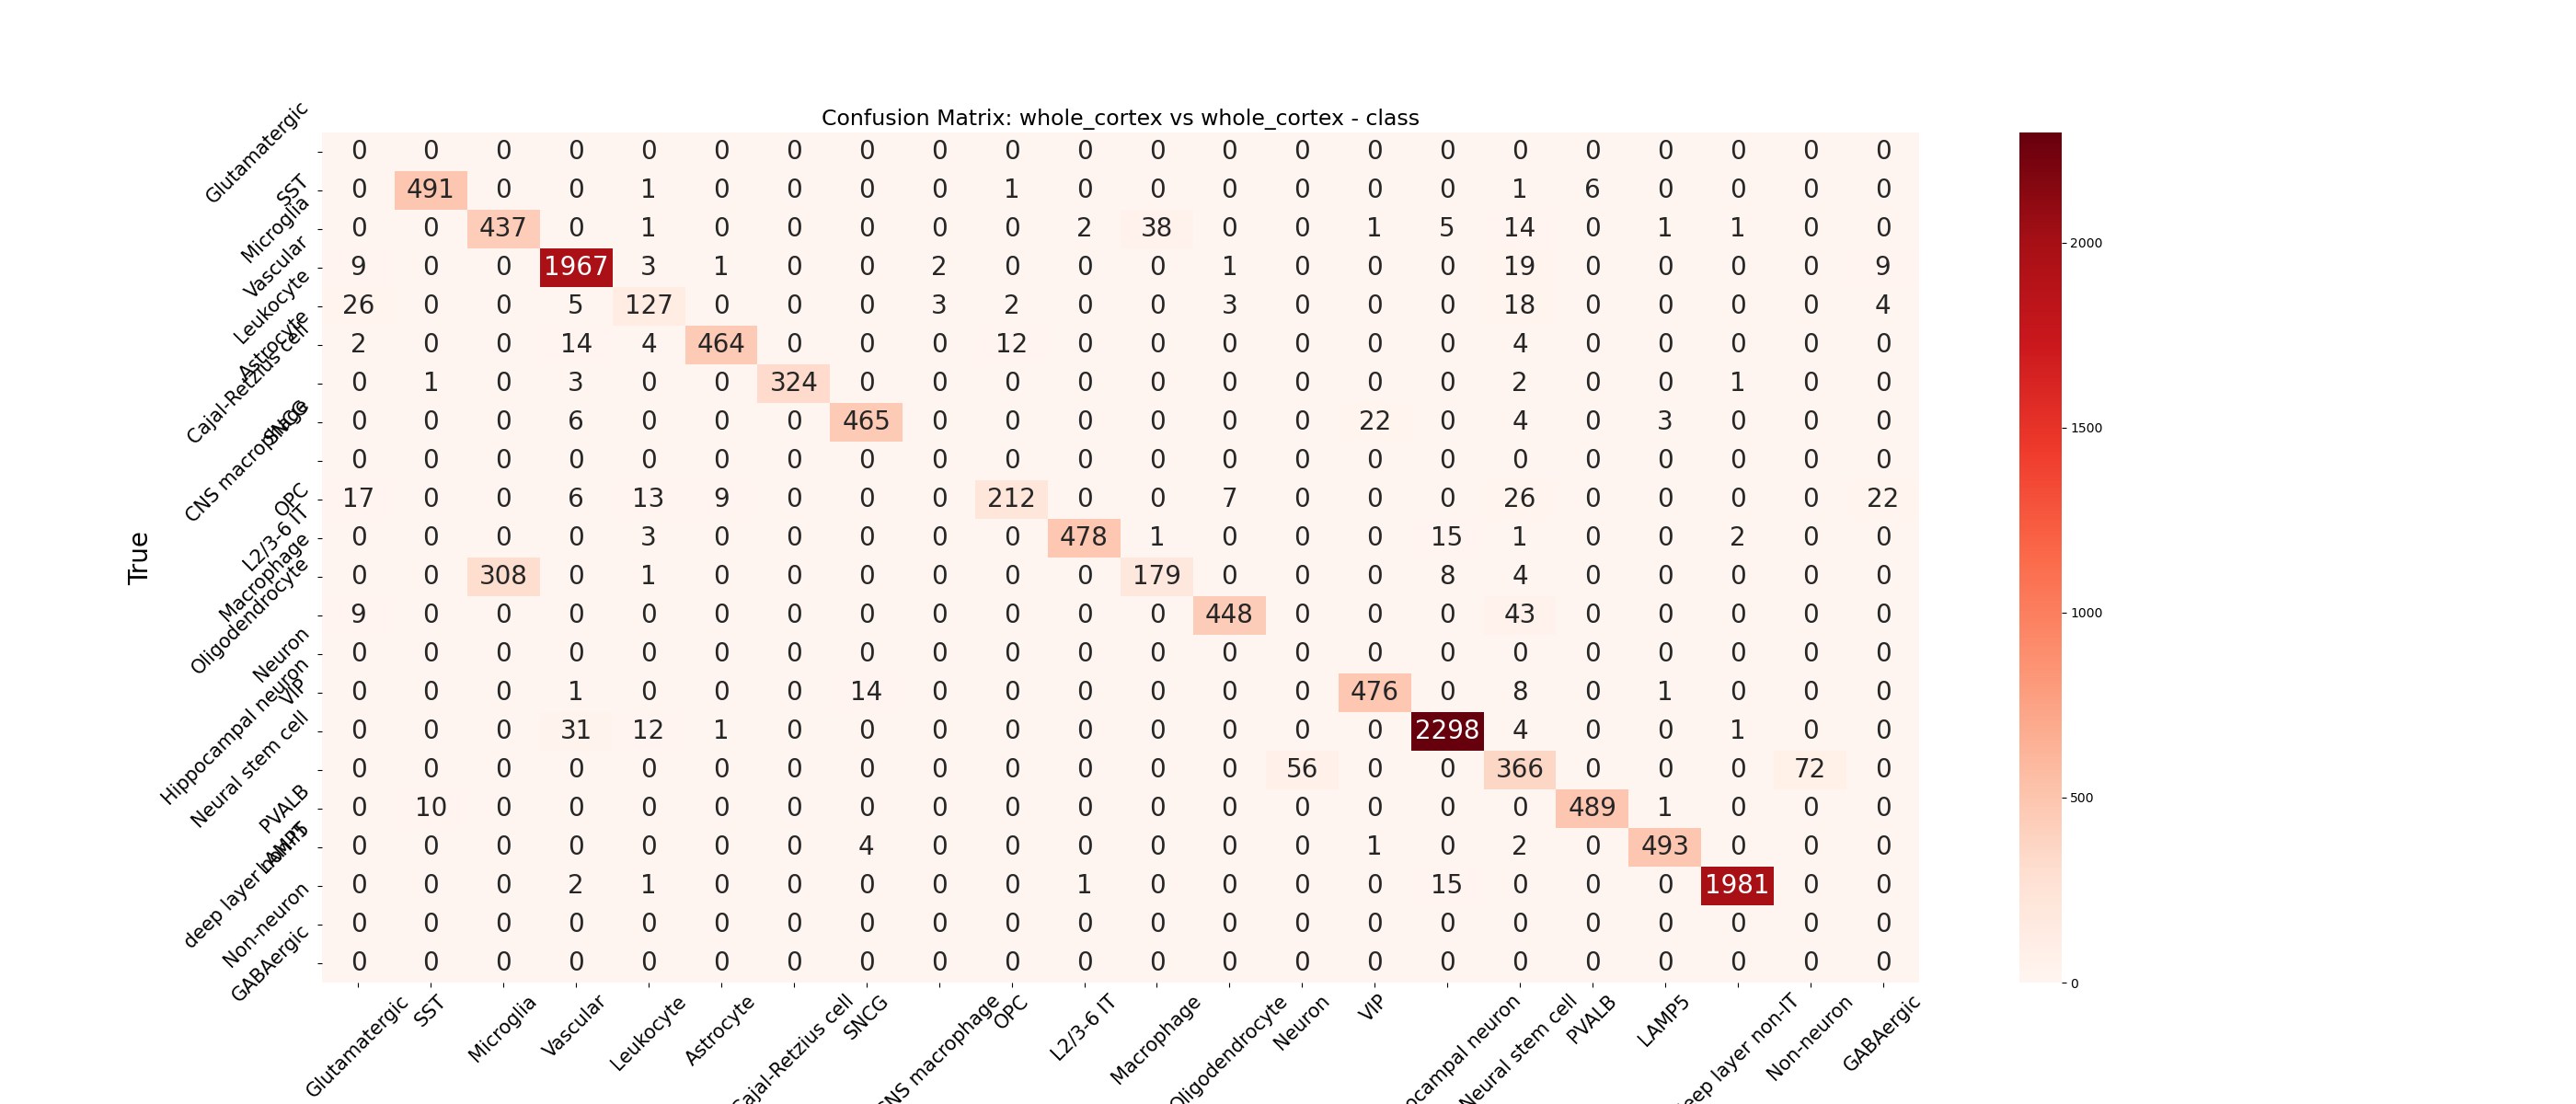 Confusion Matrix: whole_cortex vs whole_cortex - class
True
Glutamatergic 0 0 0 0 0 0 0 0 0 0 0 0 0 0 0 0 0 0 0 0 0 0
SST 0 491 0 0 1 0 0 0 0 1 0 0 0 0 0 0 1 6 0 0 0 0
Microglia 0 0 437 0 1 0 0 0 0 0 2 38 0 0 1 5 14 0 1 1 0 0
Vascular 9 0 0 1967 3 1 0 0 2 0 0 0 1 0 0 0 19 0 0 0 0 9
Leukocyte 26 0 0 5 127 0 0 0 3 2 0 0 3 0 0 0 18 0 0 0 0 4
Astrocyte 2 0 0 14 4 464 0 0 0 12 0 0 0 0 0 0 4 0 0 0 0 0
Cajal-Retzius cell 0 1 0 3 0 0 324 0 0 0 0 0 0 0 0 0 2 0 0 1 0 0
SNCG 0 0 0 6 0 0 0 465 0 0 0 0 0 0 22 0 4 0 3 0 0 0
CNS macrophage 0 0 0 0 0 0 0 0 0 0 0 0 0 0 0 0 0 0 0 0 0 0
OPC 17 0 0 6 13 9 0 0 0 212 0 0 7 0 0 0 26 0 0 0 0 22
L2/3-6 IT 0 0 0 0 3 0 0 0 0 0 478 1 0 0 0 15 1 0 0 2 0 0
Macrophage 0 0 308 0 1 0 0 0 0 0 0 179 0 0 0 8 4 0 0 0 0 0
Oligodendrocyte 9 0 0 0 0 0 0 0 0 0 0 0 448 0 0 0 43 0 0 0 0 0
Neuron 0 0 0 0 0 0 0 0 0 0 0 0 0 0 0 0 0 0 0 0 0 0
VIP 0 0 0 1 0 0 0 14 0 0 0 0 0 0 476 0 8 0 1 0 0 0
Hippocampal neuron 0 0 0 31 12 1 0 0 0 0 0 0 0 0 0 2298 4 0 0 1 0 0
Neural stem cell 0 0 0 0 0 0 0 0 0 0 0 0 0 56 0 0 366 0 0 0 72 0
PVALB 0 10 0 0 0 0 0 0 0 0 0 0 0 0 0 0 0 489 1 0 0 0
LAMP5 0 0 0 0 0 0 0 4 0 0 0 0 0 0 1 0 2 0 493 0 0 0
deep layer non-IT 0 0 0 2 1 0 0 0 0 0 1 0 0 0 0 15 0 0 0 1981 0 0
Non-neuron 0 0 0 0 0 0 0 0 0 0 0 0 0 0 0 0 0 0 0 0 0 0
GABAergic 0 0 0 0 0 0 0 0 0 0 0 0 0 0 0 0 0 0 0 0 0 0
Glutamatergic
SST
Microglia
Vascular
Leukocyte
Astrocyte
Cajal-Retzius cell
SNCG
CNS macrophage
OPC
L2/3-6 IT
Macrophage
Oligodendrocyte
Neuron
VIP
ocampal neuron
Neural stem cell
PVALB
LAMP5
deep layer non-IT
Non-neuron
GABAergic
2000
1500
1000
500
0